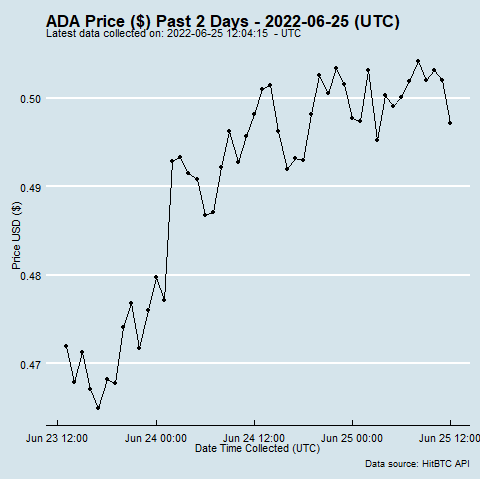 ADA Price ($) Past 2 Days - 2022-06-25 (UTC)
Latest data collected on: 2022-06-25 12:04:15  - UTC
Price USD ($)
0.50
0.49
0.48
0.47
Jun 23 12:00 Jun 24 00:00 Jun 24 12:00 Jun 25 00:00 Jun 25 12:00
Date Time Collected (UTC)
Data source: HitBTC API